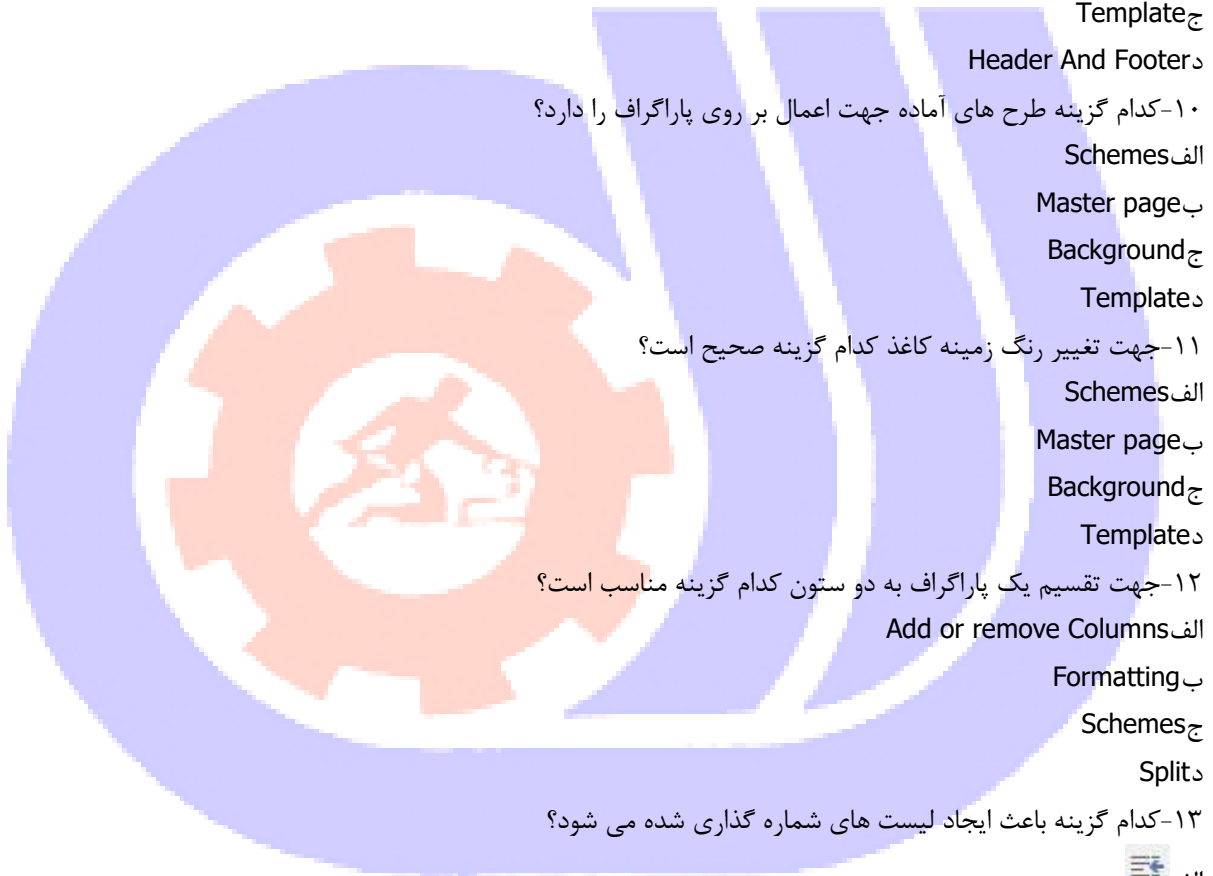 جTemplate
دHeader And Footer
۱۰-کدام گزینه طرح های آماده جهت اعمال بر روی پاراگراف را دارد؟
الفSchemes
بMaster page
جBackground
دTemplate
۱۱-جهت تغییر رنگ زمینه کاغذ کدام گزینه صحیح است؟
الفSchemes
بMaster page
جBackground
دTemplate
۱۲-جهت تقسیم یک پاراگراف به دو ستون کدام گزینه مناسب است؟
الفAdd or remove Columns
بFormatting
جSchemes
دSplit
۱۳-کدام گزینه باعث ایجاد لیست های شماره گذاری شده می شود؟
الف